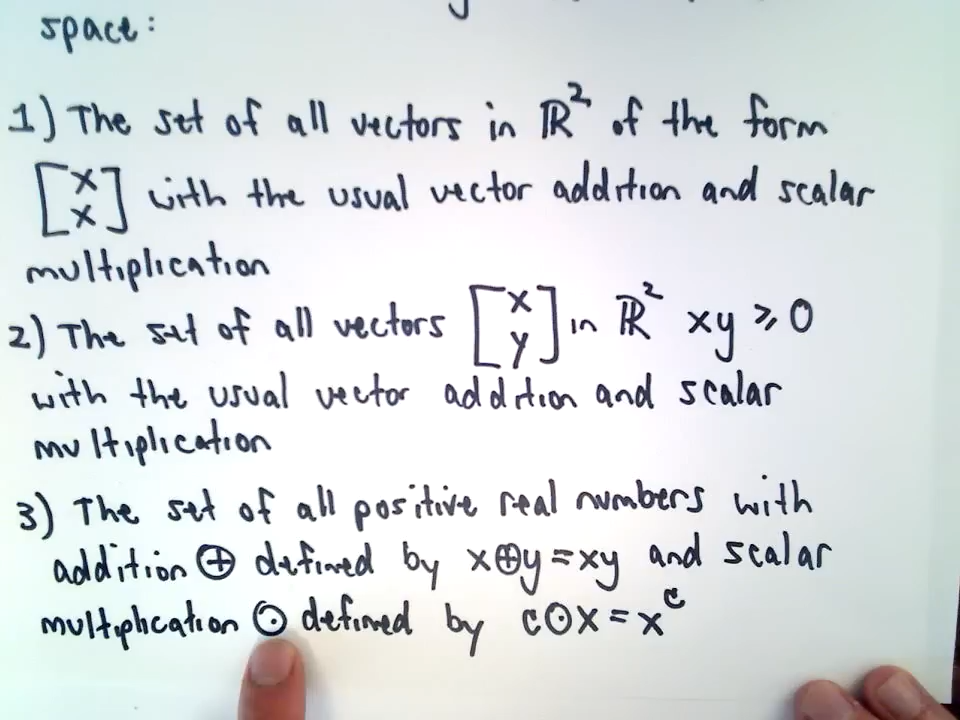 space:
1) The set of all vectors in ℝ² of the form
[x x] with the usual vector addition and scalar
multiplication
2) The set of all vectors [x y] in ℝ² xy ≥ 0
with the usual vector addition and scalar
multiplication
3) The set of all positive real numbers with
addition ⊕ defined by x⊕y = xy and scalar
multiplication ⊙ defined by c⊙x = xᶜ